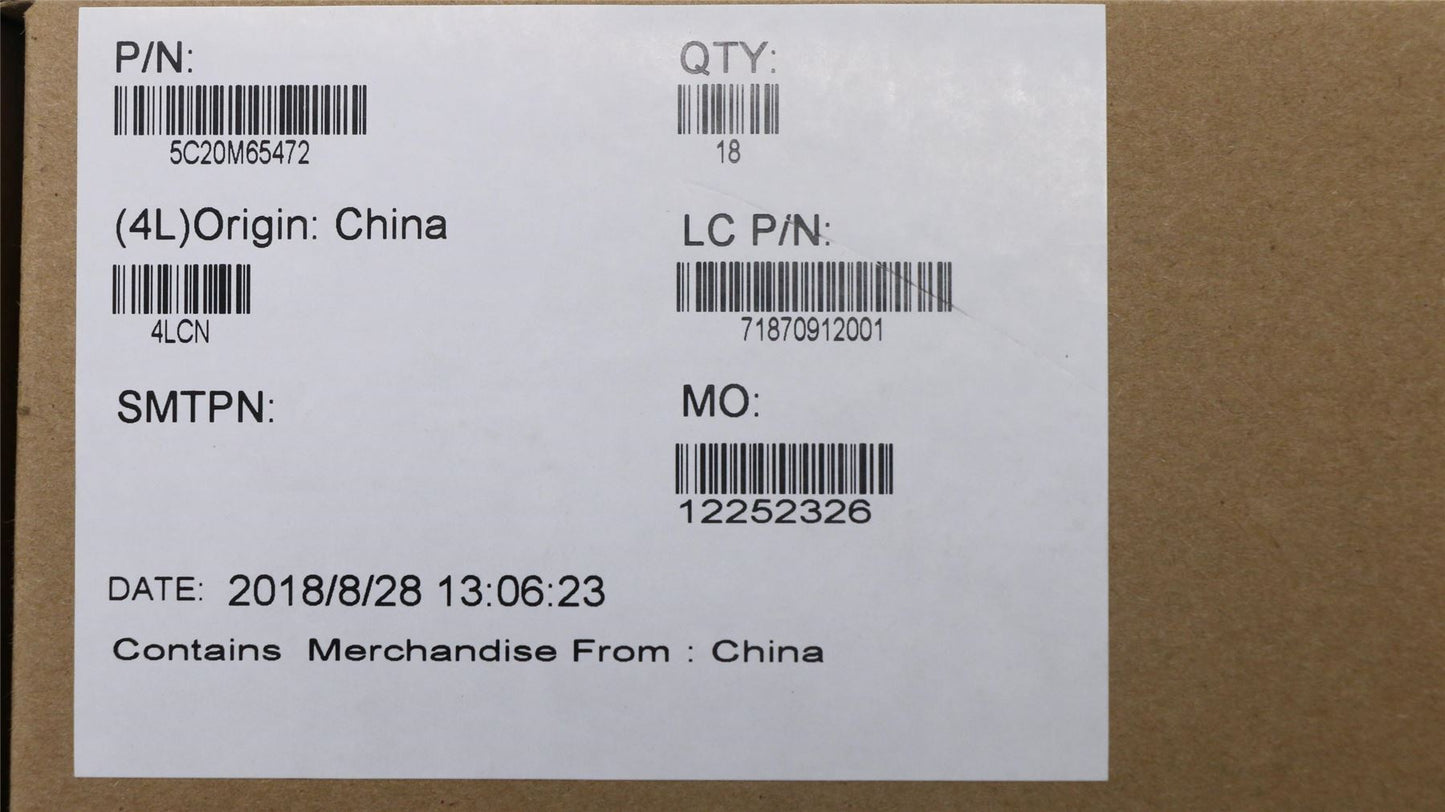 P/N:
5C20M65472
QTY:
18
(4L)Origin: China
4LCN
LC P/N:
71870912001
SMTPN:
MO:
12252326
DATE: 2018/8/28 13:06:23
Contains Merchandise From : China